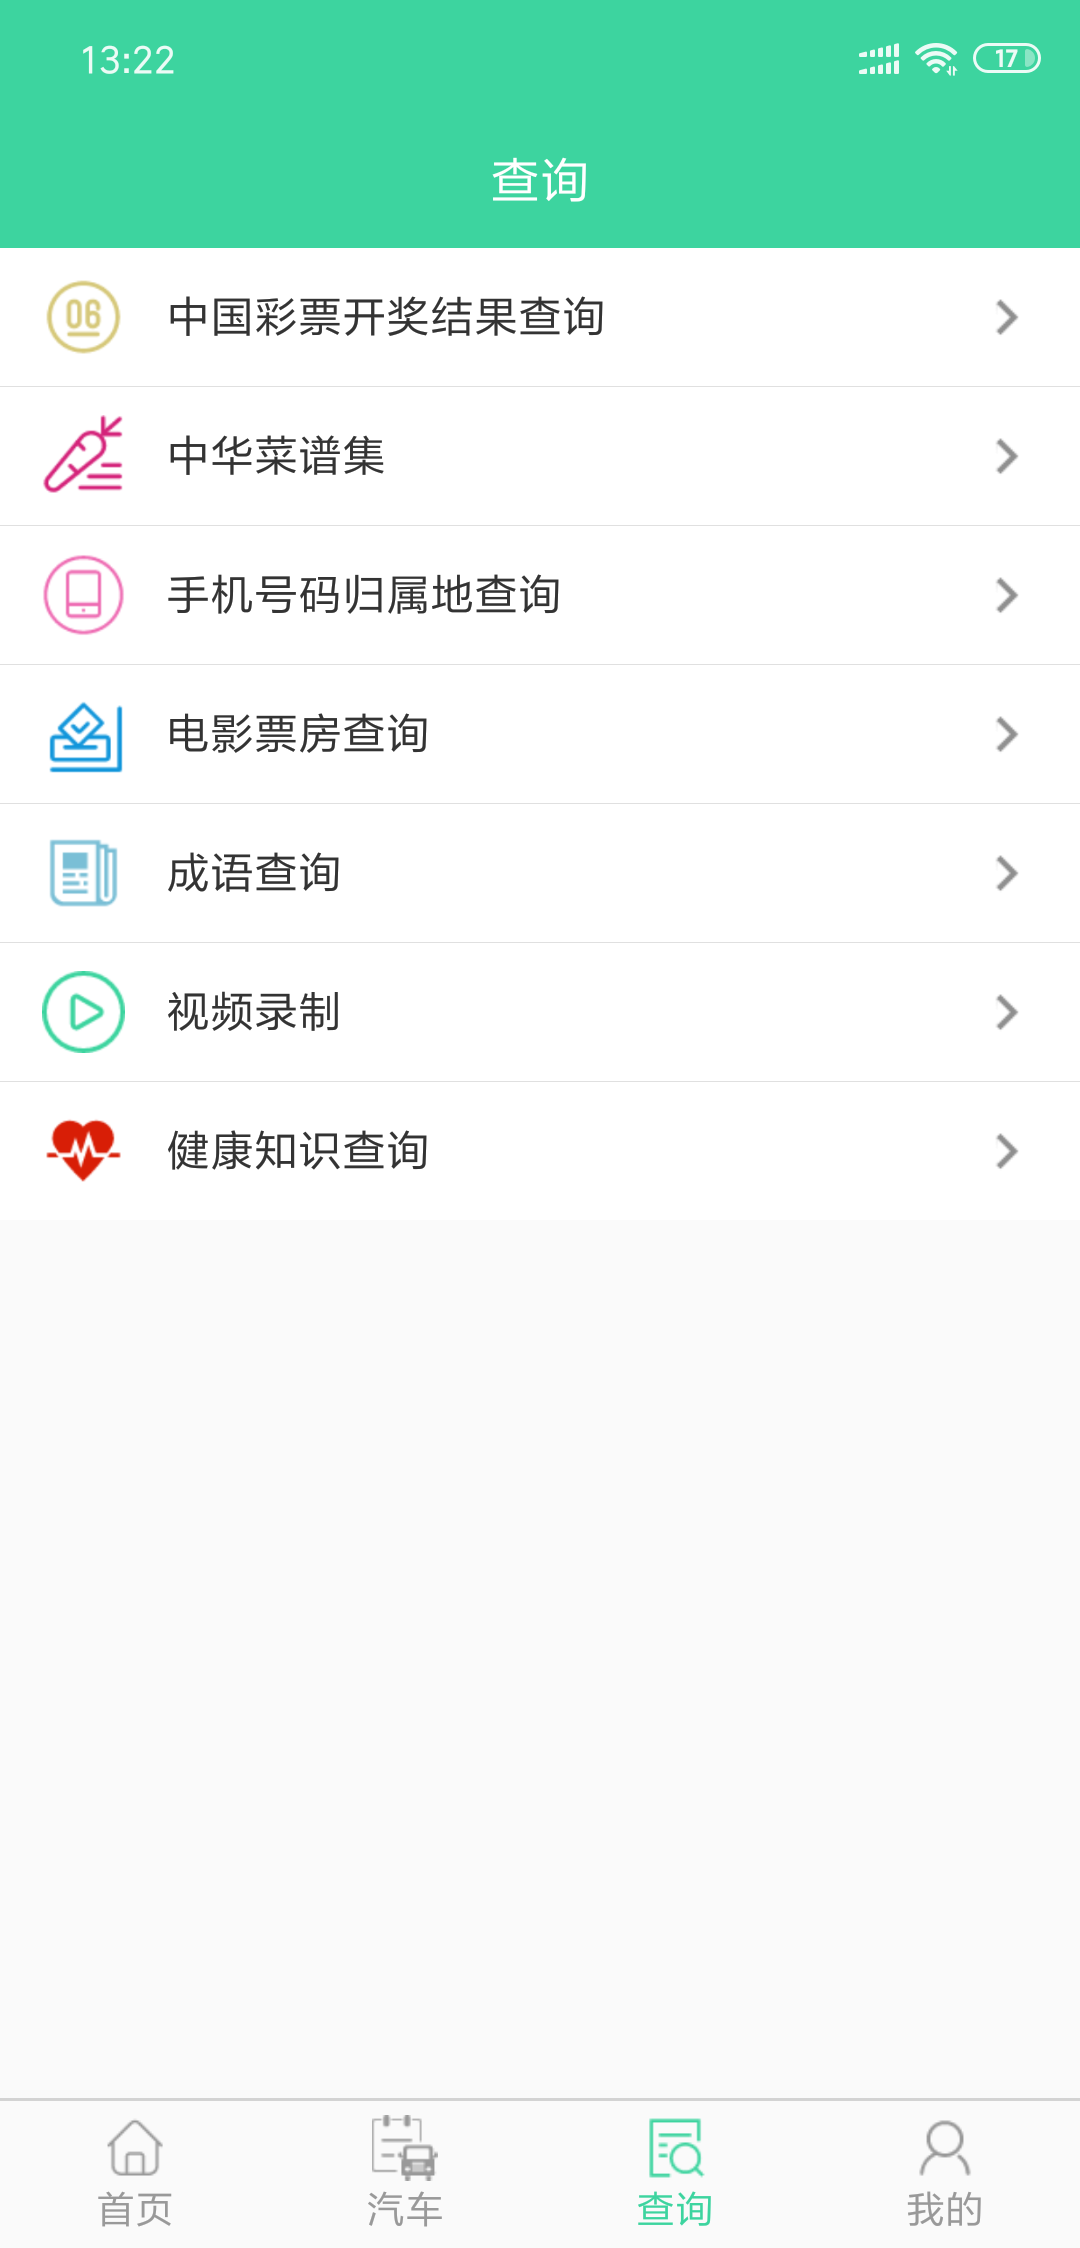 13:22
17
查询
06
中国彩票开奖结果查询
中华菜谱集
手机号码归属地查询
电影票房查询
成语查询
视频录制
健康知识查询
首页
汽车
查询
我的